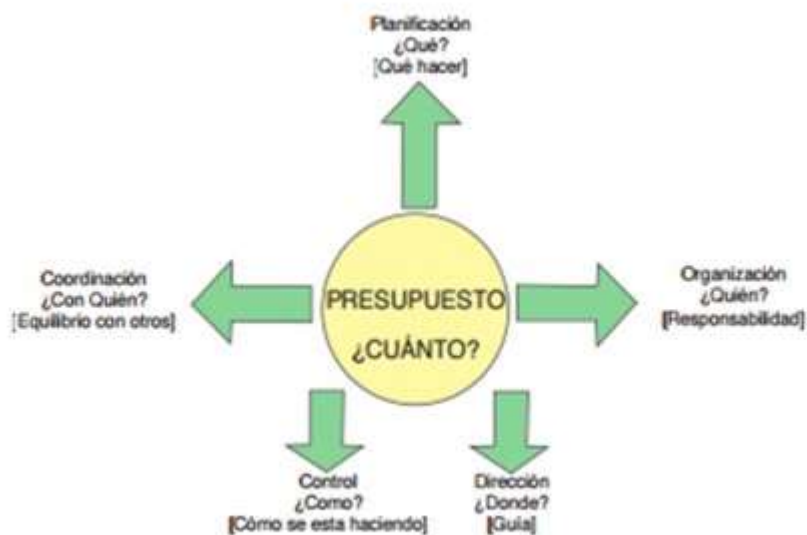 Planificación
¿Qué?
[Qué hacer]
Coordinación
¿Con Quién?
[Equilibrio con otros]
PRESUPUESTO
¿CUÁNTO?
Organización
¿Quién?
[Responsabilidad]
Control
¿Como?
[Cómo se esta haciendo]
Dirección
¿Donde?
[Guía]